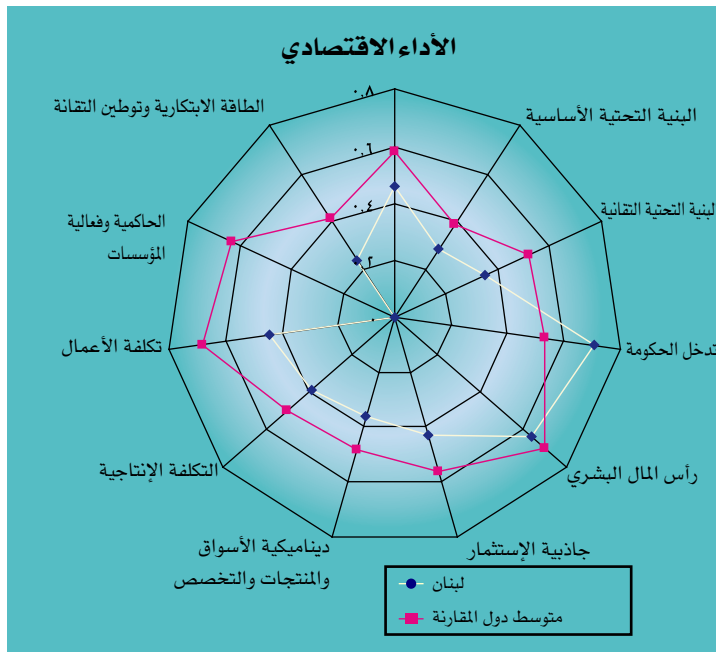 الأداء الاقتصادي
٠,٨
٠,٦
٠,٤
٢
٠,
البنية التحتية الأساسية
لبنية التحتية التقانية
تدخل الحكومة
رأس المال البشري
جاذبية الإستثمار
ديناميكية الأسواق
والمنتجات والتخصص
التكلفة الإنتاجية
تكلفة الأعمال
الحاكمية وفعالية
المؤسسات
الطاقة الابتكارية وتوطين التقانة
لبنان
متوسط دول المقارنة